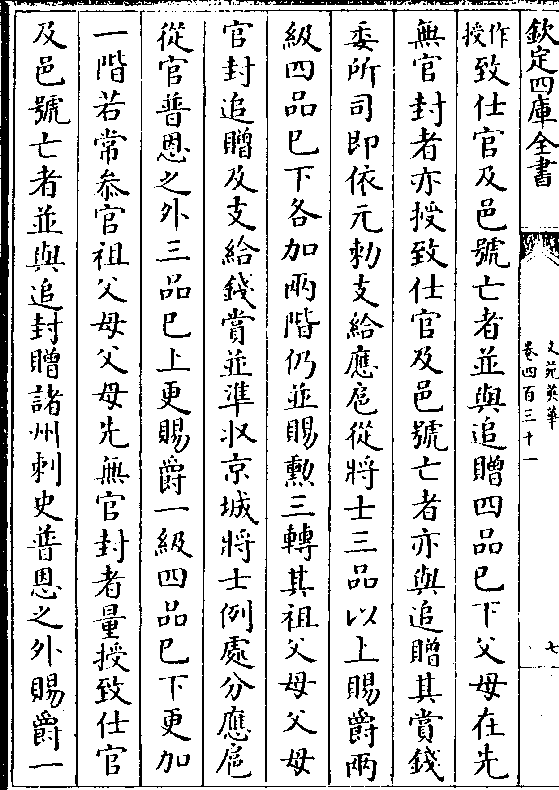 欽定四庫全書
文苑英華
卷四百三十一
七
授作致仕官及邑號亡者並與追贈四品已下父母在先
無官封者亦授致仕官及邑號亡者亦與追贈其賞錢
委所司即依元勑支給應扈從將士三品以上賜爵兩
級四品已下各加兩階仍並賜勲三轉其祖父母父母
官封追贈及支給錢賞並準収京城將士例處分應扈
從官普恩之外三品已上更賜爵一級四品已下更加
一階若常叅官祖父母父母先無官封者量授致仕官
及邑號亡者並與追封贈諸州刺史普恩之外賜爵一